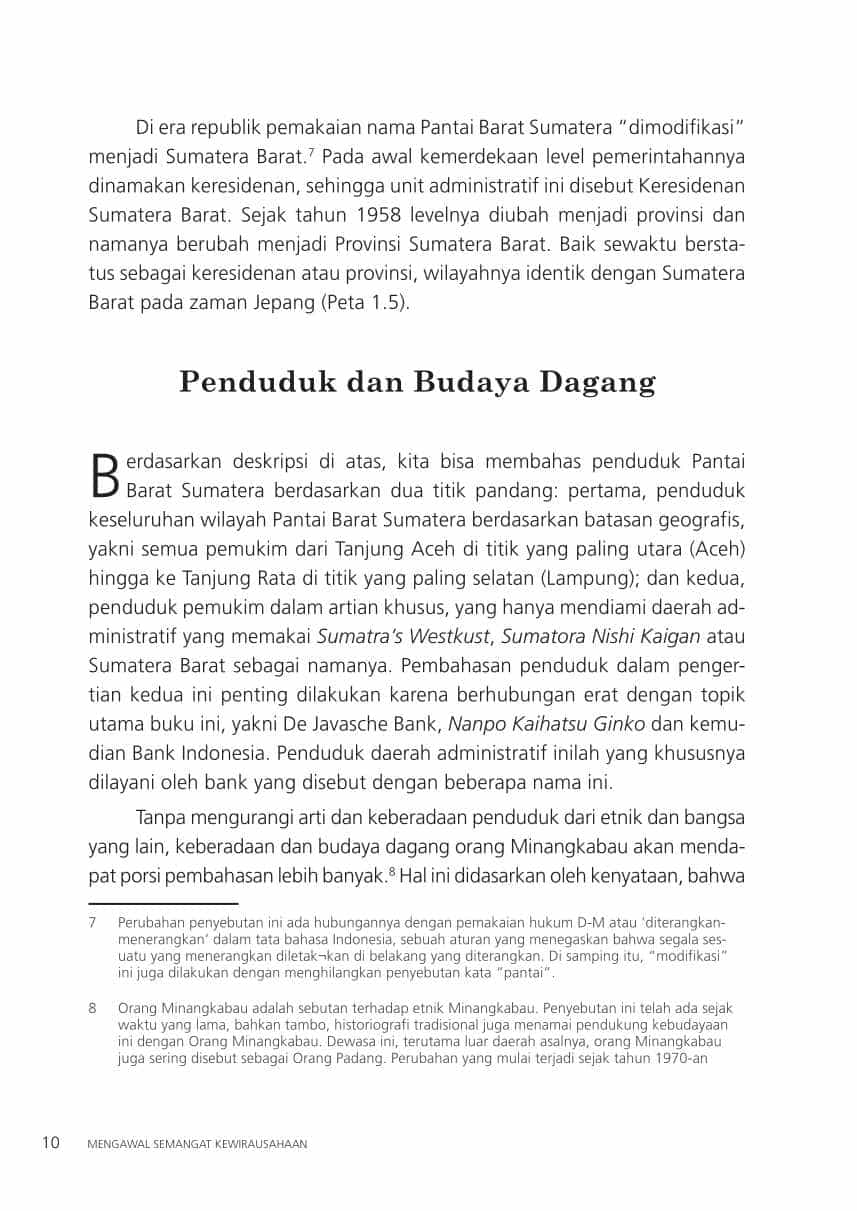 Di era republik pemakaian nama Pantai Barat Sumatera “dimodifikasi”
menjadi Sumatera Barat.7 Pada awal kemerdekaan level pemerintahannya
dinamakan keresidenan, sehingga unit administratif ini disebut Keresidenan
Sumatera Barat. Sejak tahun 1958 levelnya diubah menjadi provinsi dan
namanya berubah menjadi Provinsi Sumatera Barat. Baik sewaktu bersta-
tus sebagai keresidenan atau provinsi, wilayahnya identik dengan Sumatera
Barat pada zaman Jepang (Peta 1.5).
Penduduk dan Budaya Dagang
Berdasarkan deskripsi di atas, kita bisa membahas penduduk Pantai
Barat Sumatera berdasarkan dua titik pandang: pertama, penduduk
keseluruhan wilayah Pantai Barat Sumatera berdasarkan batasan geografis,
yakni semua pemukim dari Tanjung Aceh di titik yang paling utara (Aceh)
hingga ke Tanjung Rata di titik yang paling selatan (Lampung); dan kedua,
penduduk pemukim dalam artian khusus, yang hanya mendiami daerah ad-
ministratif yang memakai Sumatra’s Westkust, Sumatora Nishi Kaigan atau
Sumatera Barat sebagai namanya. Pembahasan penduduk dalam penger-
tian kedua ini penting dilakukan karena berhubungan erat dengan topik
utama buku ini, yakni De Javasche Bank, Nanpo Kaihatsu Ginko dan kemu-
dian Bank Indonesia. Penduduk daerah administratif inilah yang khususnya
dilayani oleh bank yang disebut dengan beberapa nama ini.
Tanpa mengurangi arti dan keberadaan penduduk dari etnik dan bangsa
yang lain, keberadaan dan budaya dagang orang Minangkabau akan menda-
pat porsi pembahasan lebih banyak.8 Hal ini didasarkan oleh kenyataan, bahwa
7 Perubahan penyebutan ini ada hubungannya dengan pemakaian hukum D-M atau ‘diterangkan-
menerangkan’ dalam tata bahasa Indonesia, sebuah aturan yang menegaskan bahwa segala ses-
uatu yang menerangkan diletak¬kan di belakang yang diterangkan. Di samping itu, “modifikasi”
ini juga dilakukan dengan menghilangkan penyebutan kata “pantai”.
8 Orang Minangkabau adalah sebutan terhadap etnik Minangkabau. Penyebutan ini telah ada sejak
waktu yang lama, bahkan tambo, historiografi tradisional juga menamai pendukung kebudayaan
ini dengan Orang Minangkabau. Dewasa ini, terutama luar daerah asalnya, orang Minangkabau
juga sering disebut sebagai Orang Padang. Perubahan yang mulai terjadi sejak tahun 1970-an
10 MENGAWAL SEMANGAT KEWIRAUSAHAAN